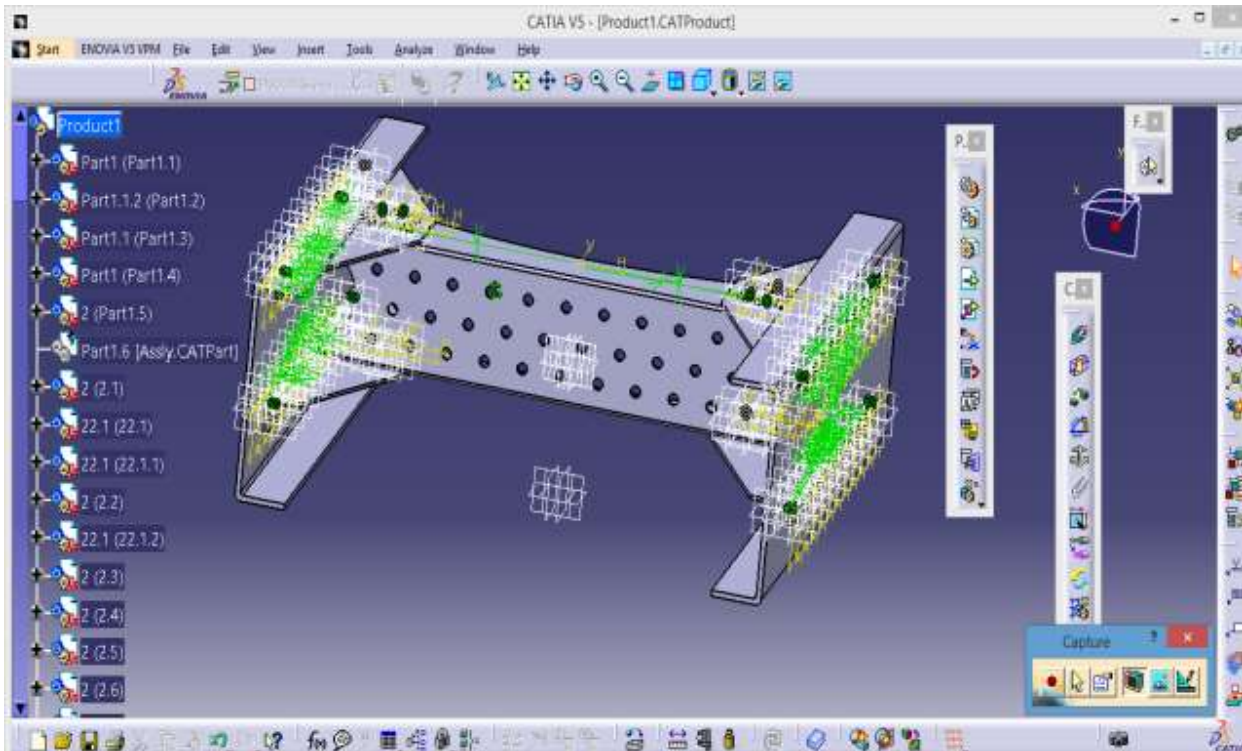 CATIA V5 - [Product1.CATProduct]
Start ENOVIA V5 VPM File Edit View Insert Tools Analyze Window Help
ENOVIA
Product1
Part1 (Part1.1)
Part1.1.2 (Part1.2)
Part1.1 (Part1.3)
Part1 (Part1.4)
2 (Part1.5)
Part1.6 [Assly.CATPart]
2 (2.1)
22.1 (22.1)
22.1 (22.1.1)
2 (2.2)
22.1 (22.1.2)
2 (2.3)
2 (2.4)
2 (2.5)
2 (2.6)
P...
F...
x
C...
y
H
Capture
CATIA